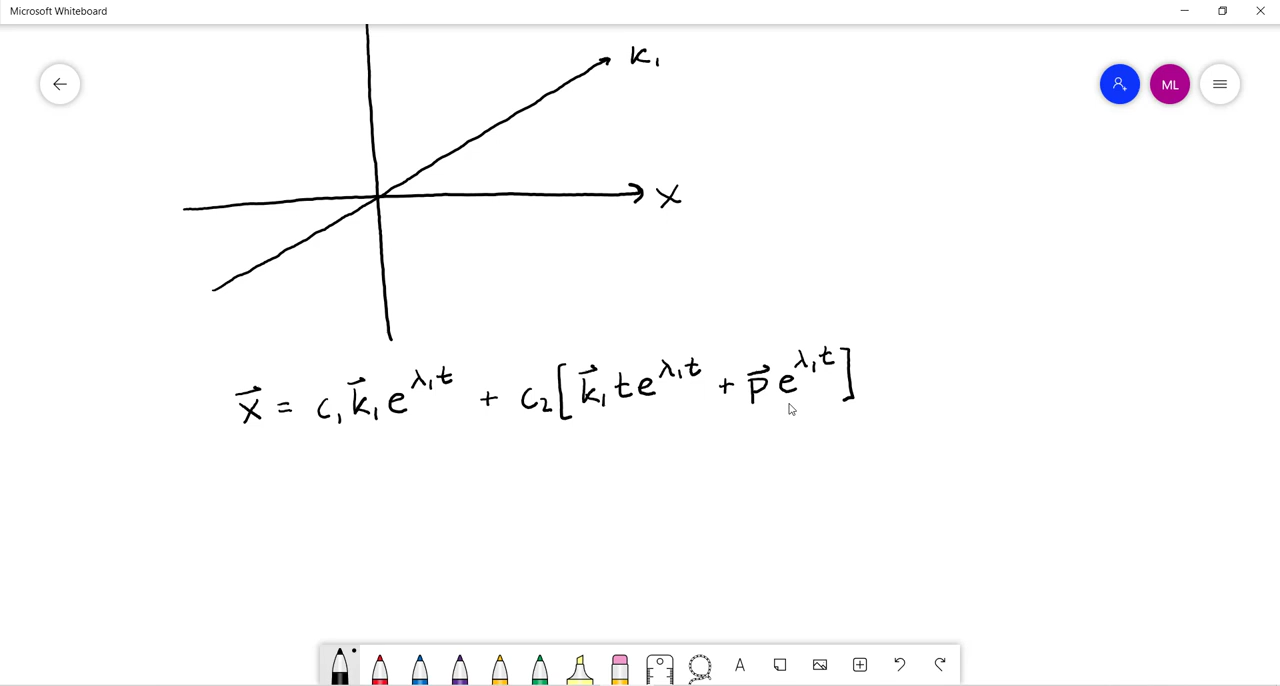 Microsoft Whiteboard
k₁
ML
x
x⃗ = c₁k⃗₁e^{λ₁t} + c₂[k⃗₁te^{λ₁t} + p⃗e^{λ₁t}]
A